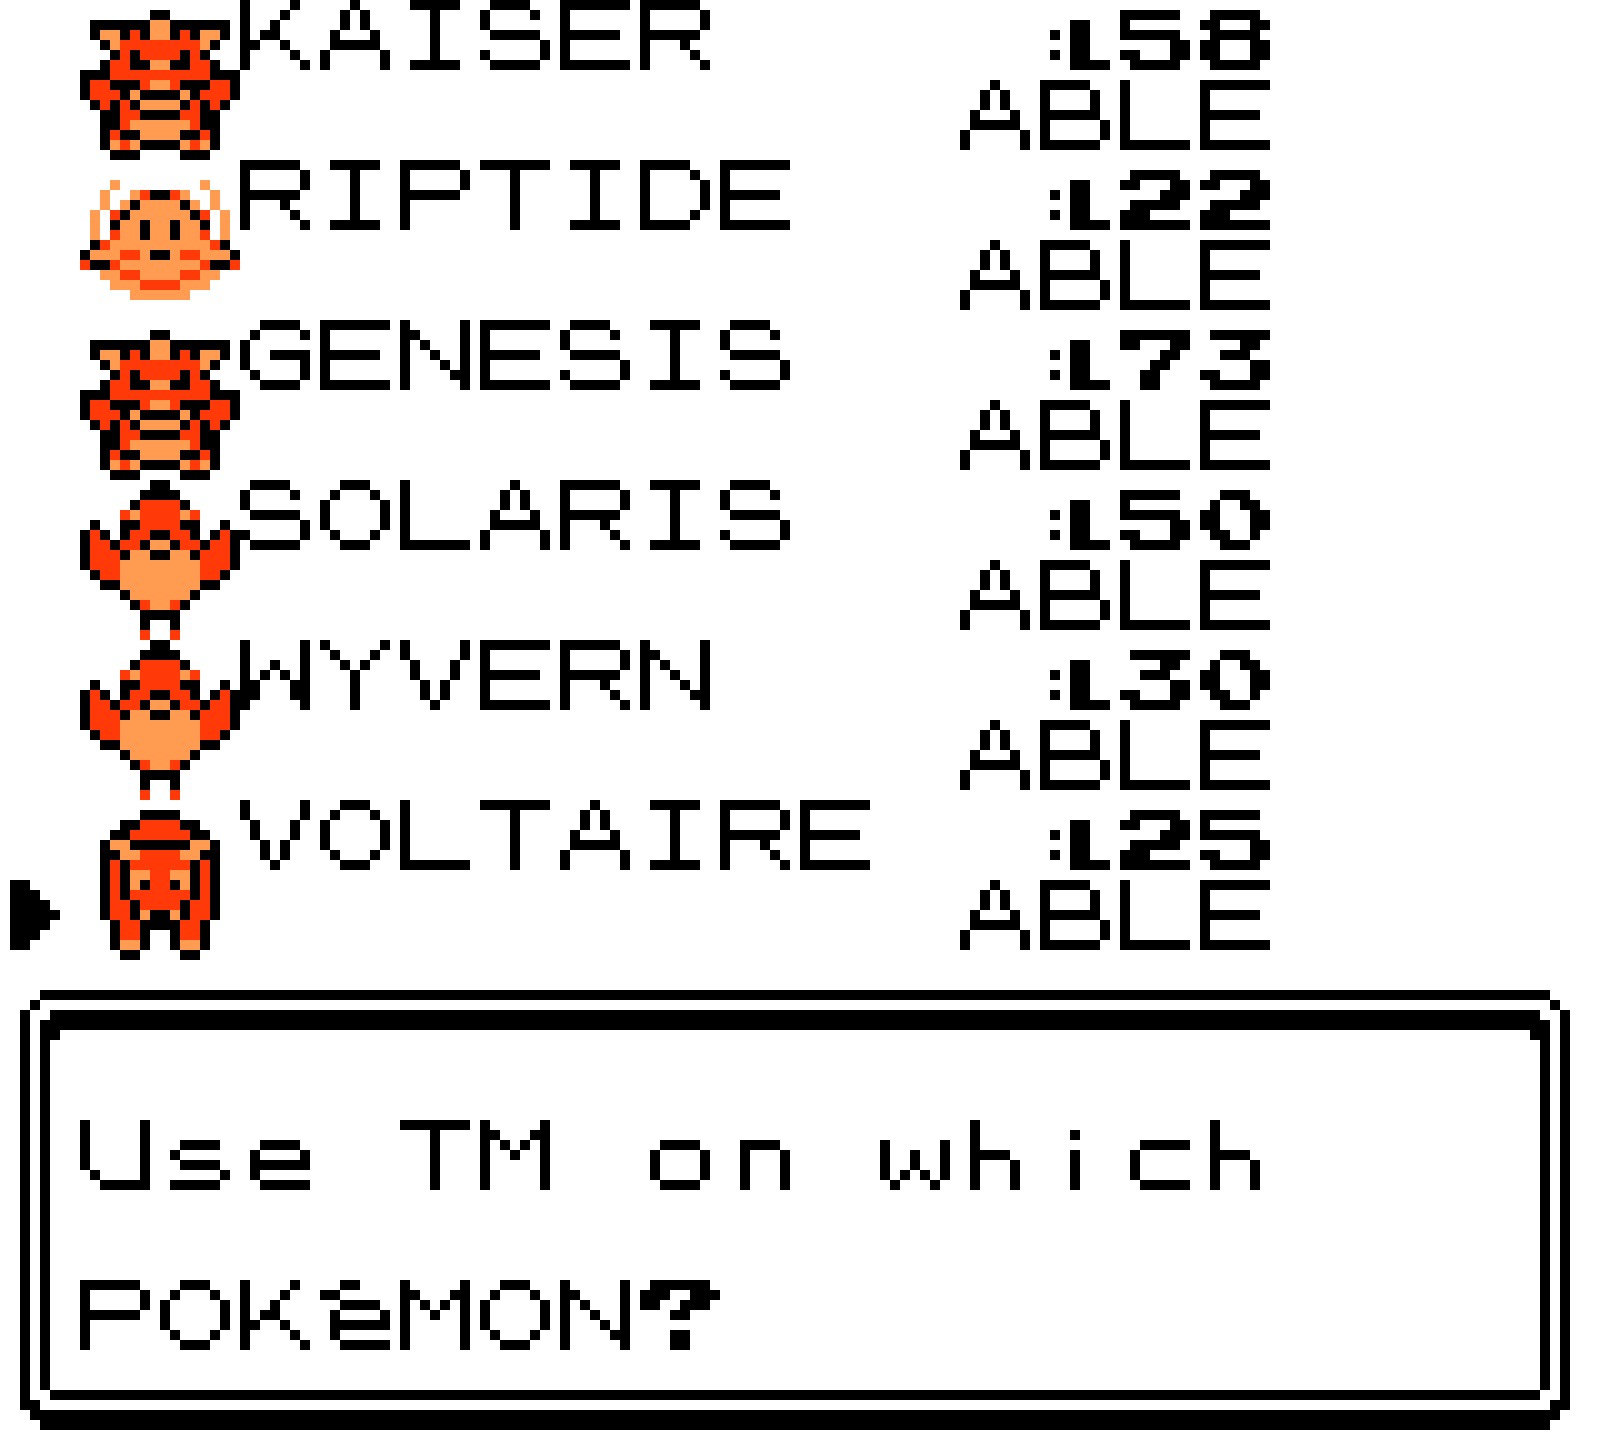 KAISER :L58
ABLE
RIPTIDE :L22
ABLE
GENESIS :L73
ABLE
SOLARIS :L50
ABLE
WYVERN :L30
ABLE
VOLTAIRE :L25
ABLE
Use TM on which
POKéMON?